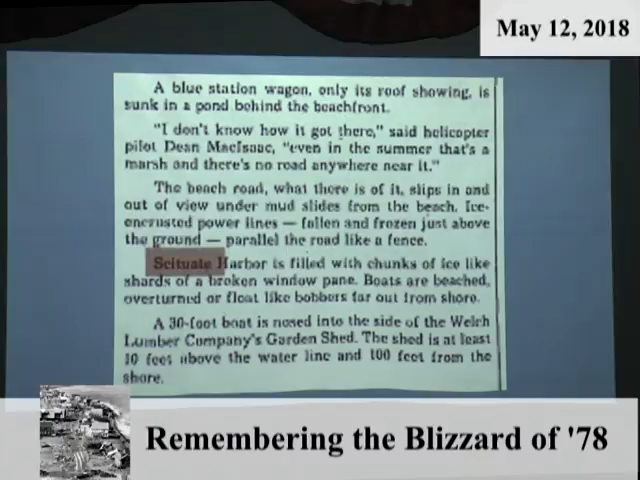 May 12, 2018
A blue station wagon, only its roof showing, is
sunk in a pond behind the beachfront.
"I don't know how it got there," said helicopter
pilot Dean MacIsaac, "even in the summer that's a
marsh and there's no road anywhere near it."
The beach road, what there is of it, slips in and
out of view under mud slides from the beach. Ice-
encrusted power lines — fallen and frozen just above
the ground — parallel the road like a fence.
Scituate Harbor is filled with chunks of ice like
shards of a broken window pane. Boats are beached,
overturned or float like bobbers far out from shore.
A 30-foot boat is nosed into the side of the Welch
Lumber Company's Garden Shed. The shed is at least
10 feet above the water line and 100 feet from the
shore.
Remembering the Blizzard of '78